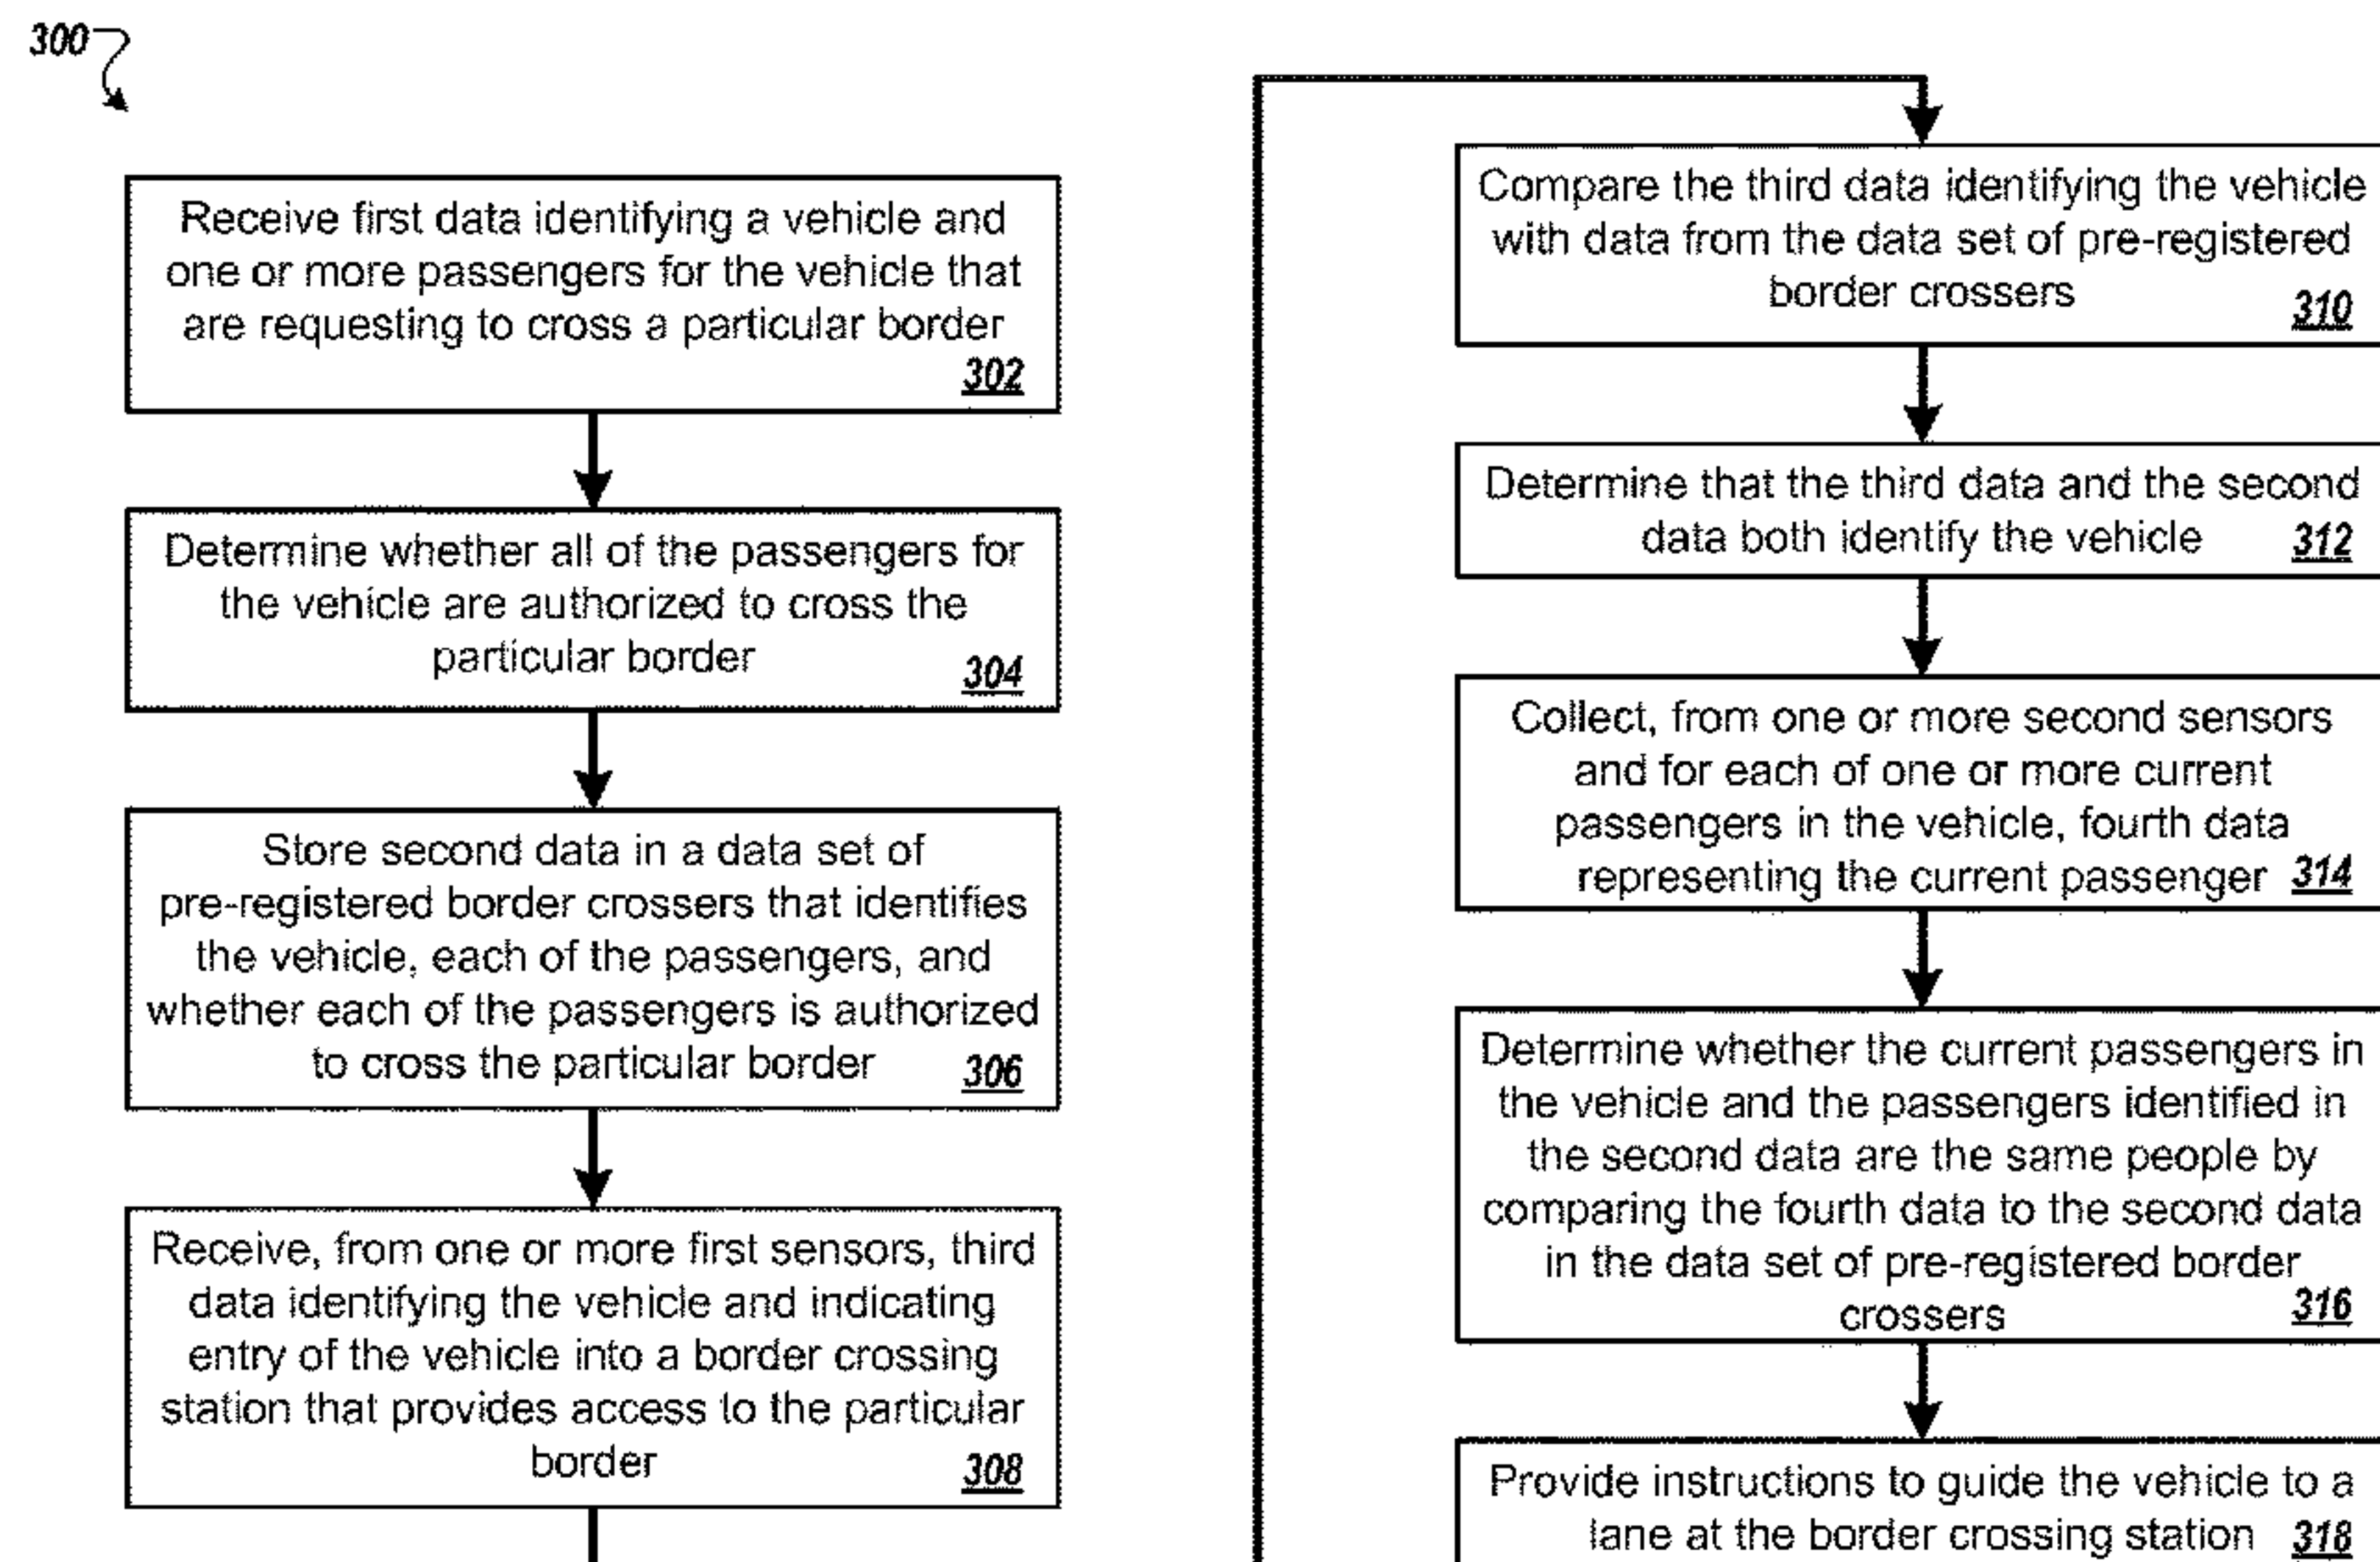 300
Receive first data identifying a vehicle and
one or more passengers for the vehicle that
are requesting to cross a particular border
302
Determine whether all of the passengers for
the vehicle are authorized to cross the
particular border 304
Store second data in a data set of
pre-registered border crossers that identifies
the vehicle, each of the passengers, and
whether each of the passengers is authorized
to cross the particular border 306
Receive, from one or more first sensors, third
data identifying the vehicle and indicating
entry of the vehicle into a border crossing
station that provides access to the particular
border 308
Compare the third data identifying the vehicle
with data from the data set of pre-registered
border crossers 310
Determine that the third data and the second
data both identify the vehicle 312
Collect, from one or more second sensors
and for each of one or more current
passengers in the vehicle, fourth data
representing the current passenger 314
Determine whether the current passengers in
the vehicle and the passengers identified in
the second data are the same people by
comparing the fourth data to the second data
in the data set of pre-registered border
crossers 316
Provide instructions to guide the vehicle to a
lane at the border crossing station 318